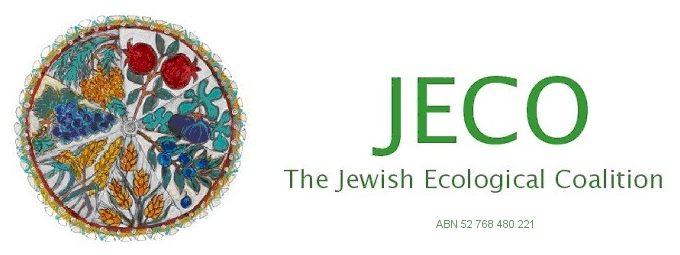 JECO
The Jewish Ecological Coalition
ABN 52 768 480 221